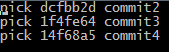 pick dcfbb2d commit2
pick 1f4fe64 commit3
pick 14f68a5 commit4